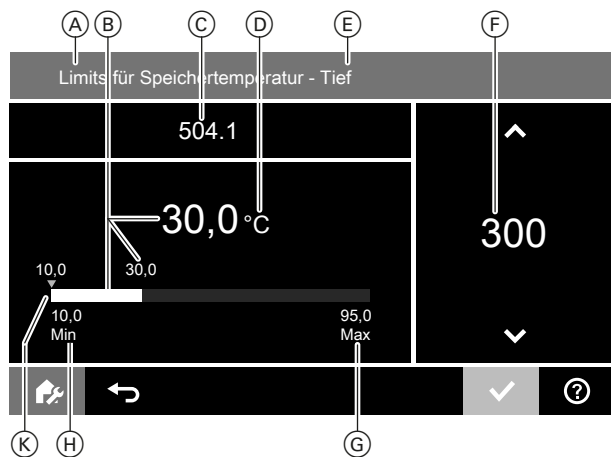 A B C D E F
Limits für Speichertemperatur - Tief
504.1
30,0 °C
300
10,0 30,0
10,0 95,0
Min Max
?
K H G